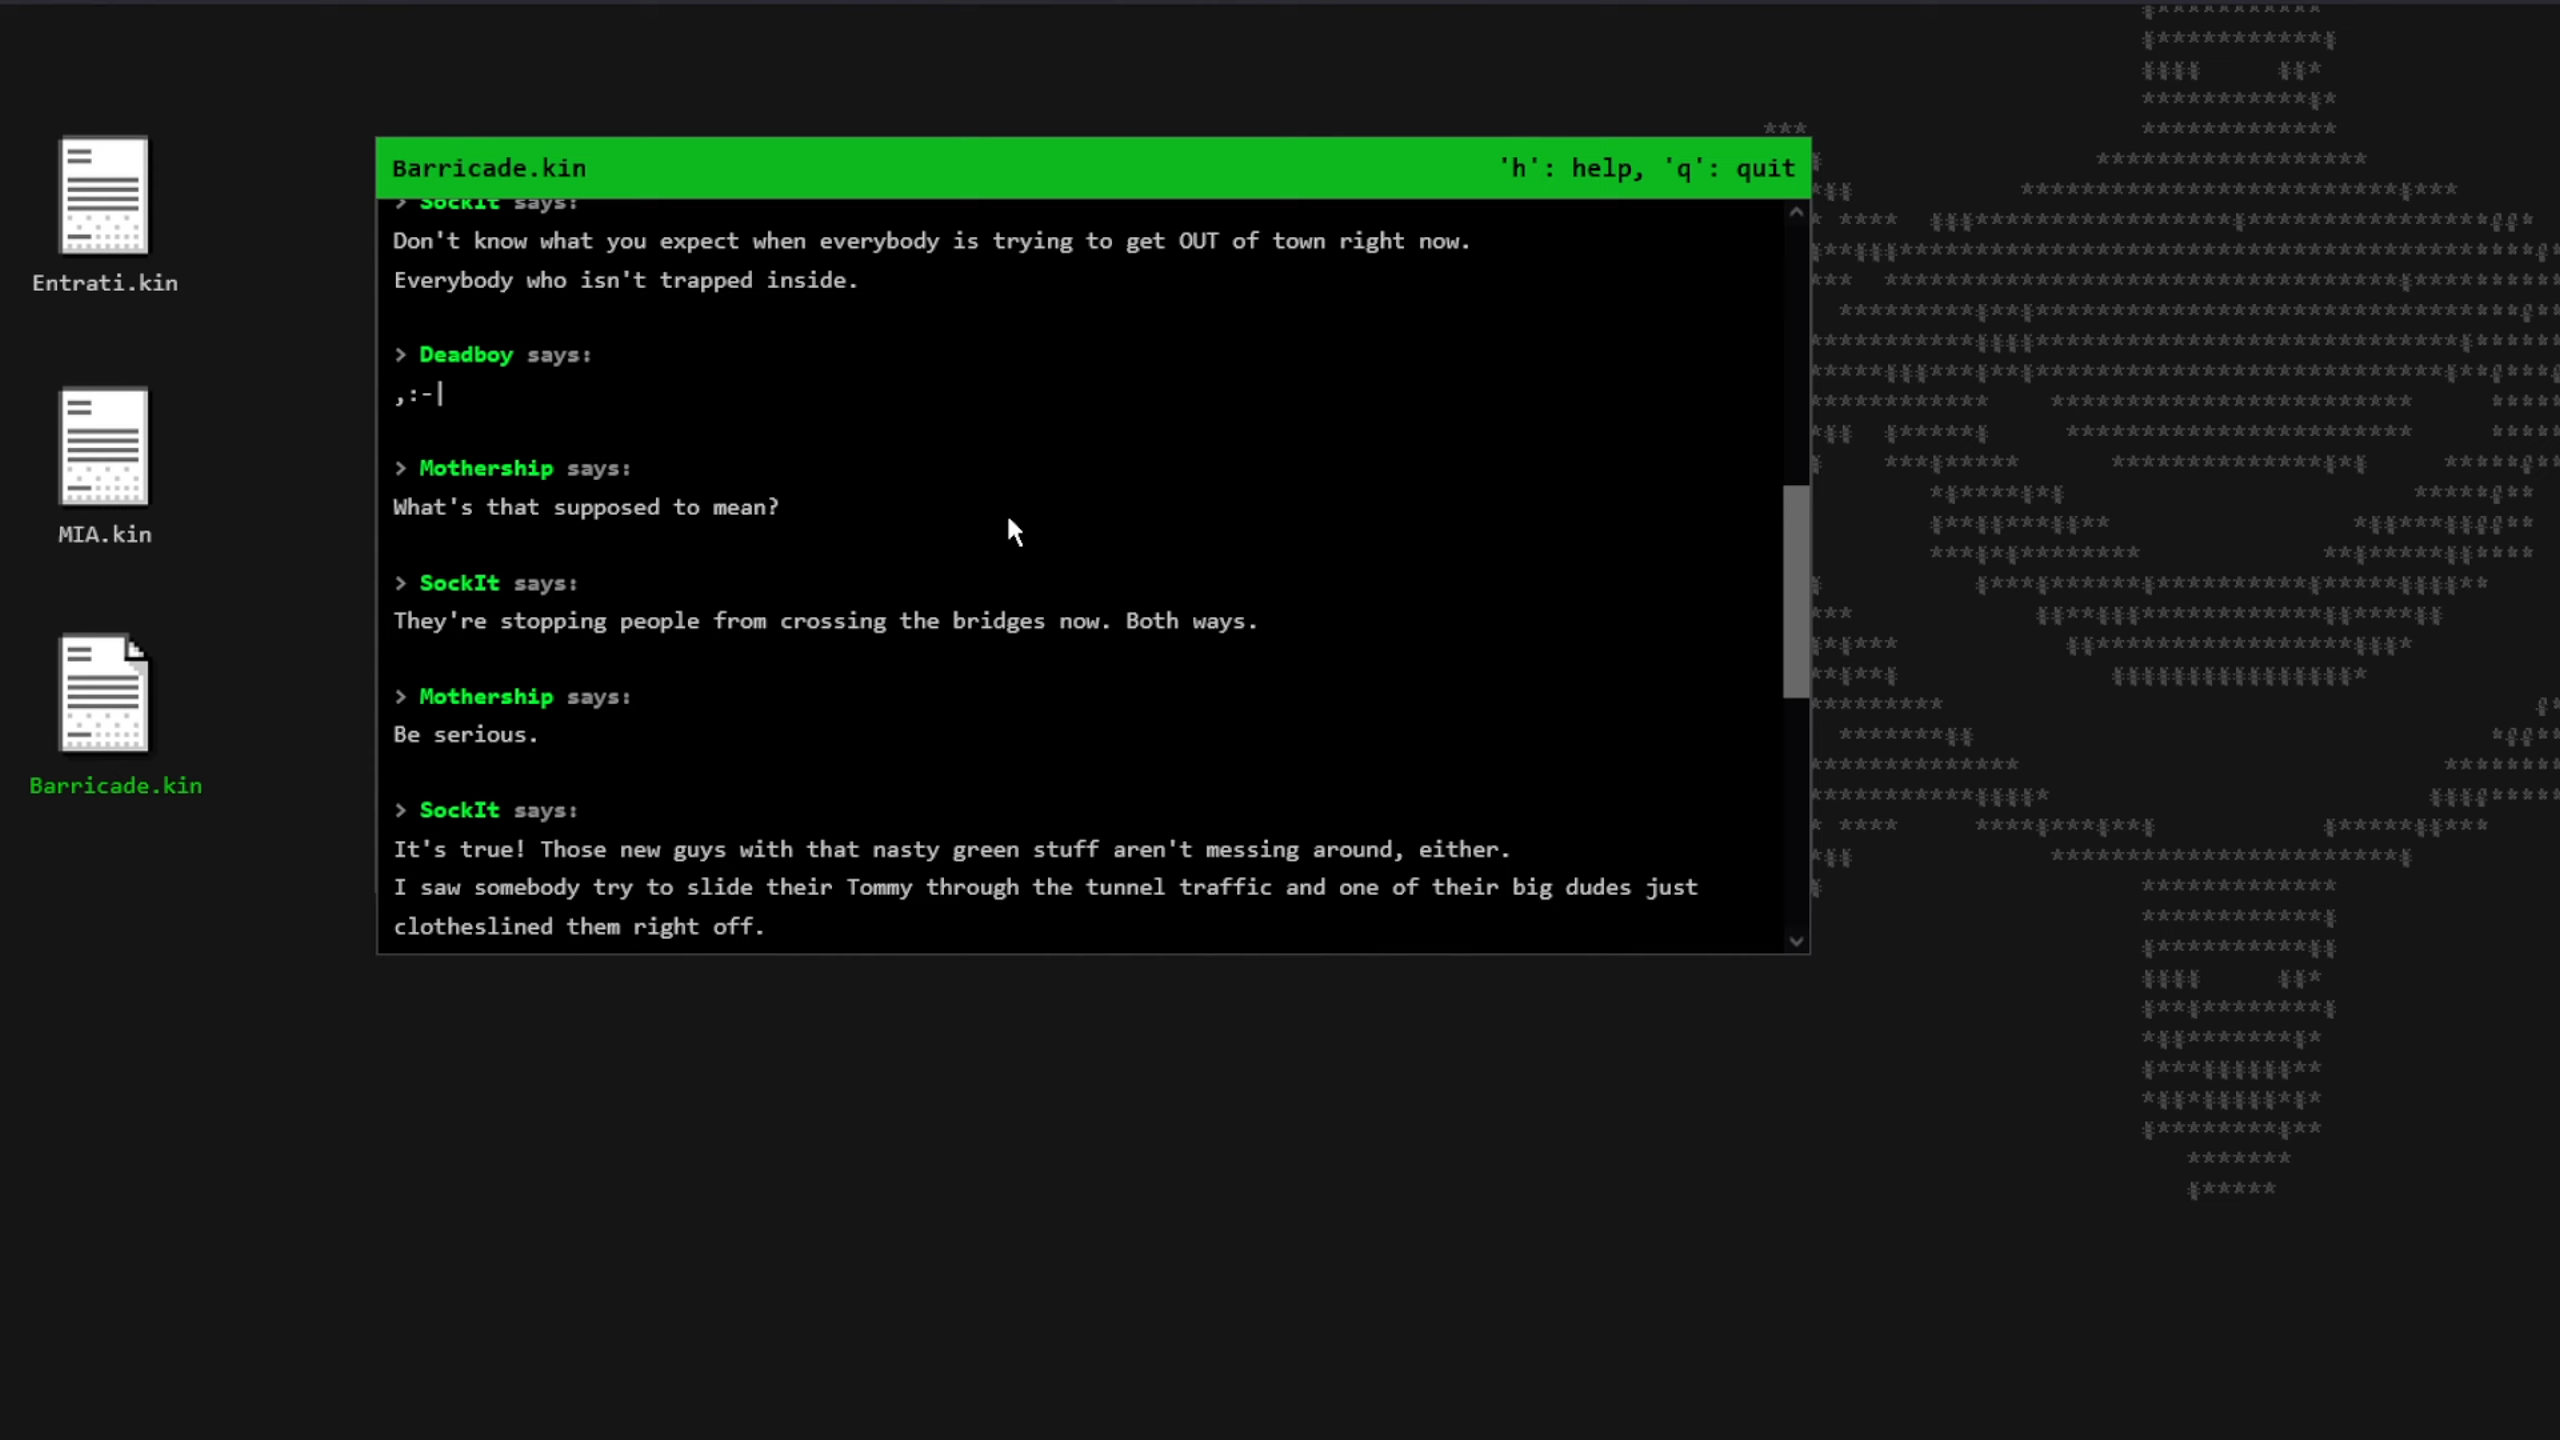 Barricade.kin
'h': help, 'q': quit
> SockIt says:
Don't know what you expect when everybody is trying to get OUT of town right now.
Everybody who isn't trapped inside.
> Deadboy says:
,:-|
> Mothership says:
What's that supposed to mean?
> SockIt says:
They're stopping people from crossing the bridges now. Both ways.
> Mothership says:
Be serious.
> SockIt says:
It's true! Those new guys with that nasty green stuff aren't messing around, either.
I saw somebody try to slide their Tommy through the tunnel traffic and one of their big dudes just
clotheslined them right off.
Entrati.kin
MIA.kin
Barricade.kin